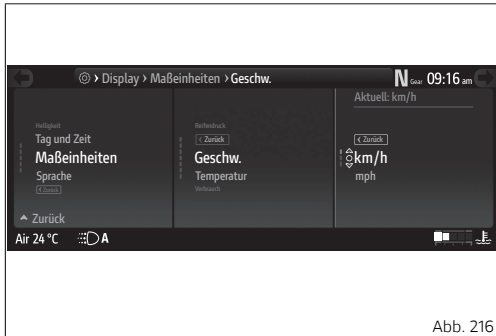 Display › Maßeinheiten › Geschw.
N Gear 09:16 am
Helligkeit
Tag und Zeit
Maßeinheiten
Sprache
‹ Zurück
Zurück
Reifendruck
‹ Zurück
Geschw.
Temperatur
Verbrauch
Aktuell: km/h
‹ Zurück
km/h
mph
Air 24 °C
A
Abb. 216